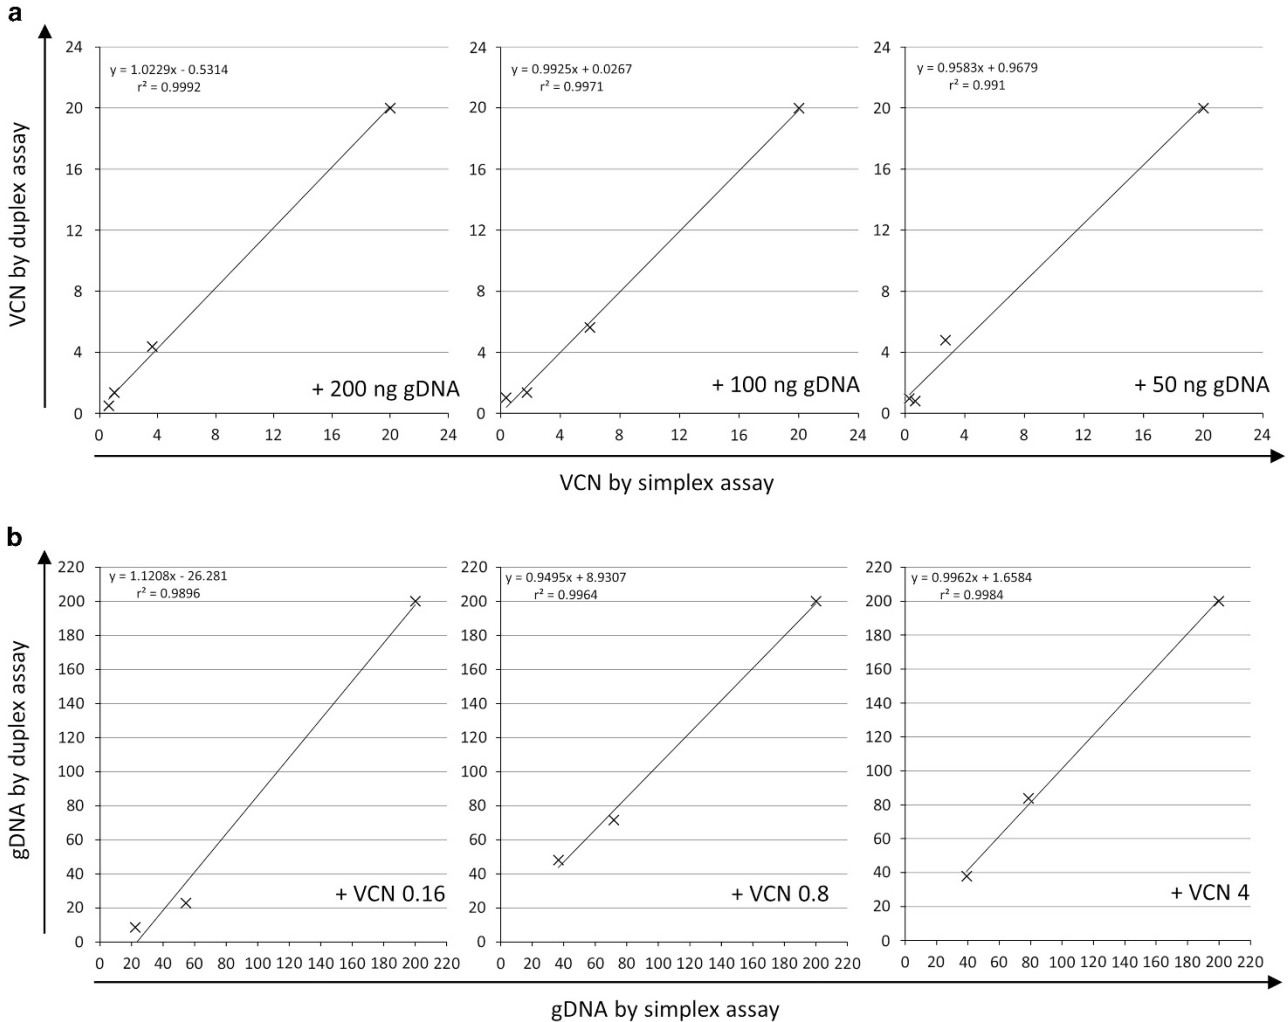 a
VCN by duplex assay
24
20
16
12
8
4
0
y = 1.0229x - 0.5314
r² = 0.9992
+ 200 ng gDNA
0 4 8 12 16 20 24
24
20
16
12
8
4
0
y = 0.9925x + 0.0267
r² = 0.9971
+ 100 ng gDNA
0 4 8 12 16 20 24
24
20
16
12
8
4
0
y = 0.9583x + 0.9679
r² = 0.991
+ 50 ng gDNA
0 4 8 12 16 20 24
VCN by simplex assay
b
gDNA by duplex assay
220
200
180
160
140
120
100
80
60
40
20
0
y = 1.1208x - 26.281
r² = 0.9896
+ VCN 0.16
0 20 40 60 80 100 120 140 160 180 200 220
220
200
180
160
140
120
100
80
60
40
20
0
y = 0.9495x + 8.9307
r² = 0.9964
+ VCN 0.8
0 20 40 60 80 100 120 140 160 180 200 220
220
200
180
160
140
120
100
80
60
40
20
0
y = 0.9962x + 1.6584
r² = 0.9984
+ VCN 4
0 20 40 60 80 100 120 140 160 180 200 220
gDNA by simplex assay